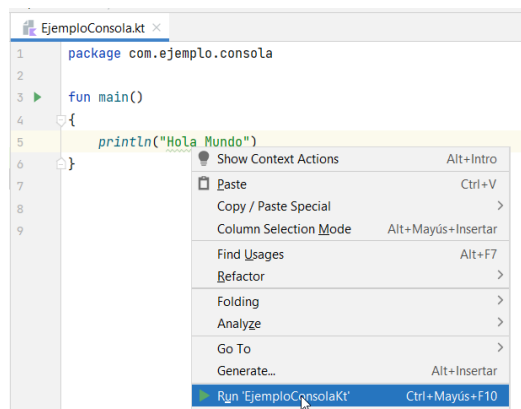 EjemploConsola.kt
1 package com.ejemplo.consola
2
3 fun main()
4 {
5 println("Hola Mundo")
6 }
7
8
9
Show Context Actions Alt+Intro
Paste Ctrl+V
Copy / Paste Special
Column Selection Mode Alt+Mayús+Insertar
Find Usages Alt+F7
Refactor
Folding
Analyze
Go To
Generate... Alt+Insertar
Run 'EjemploConsolaKt' Ctrl+Mayús+F10